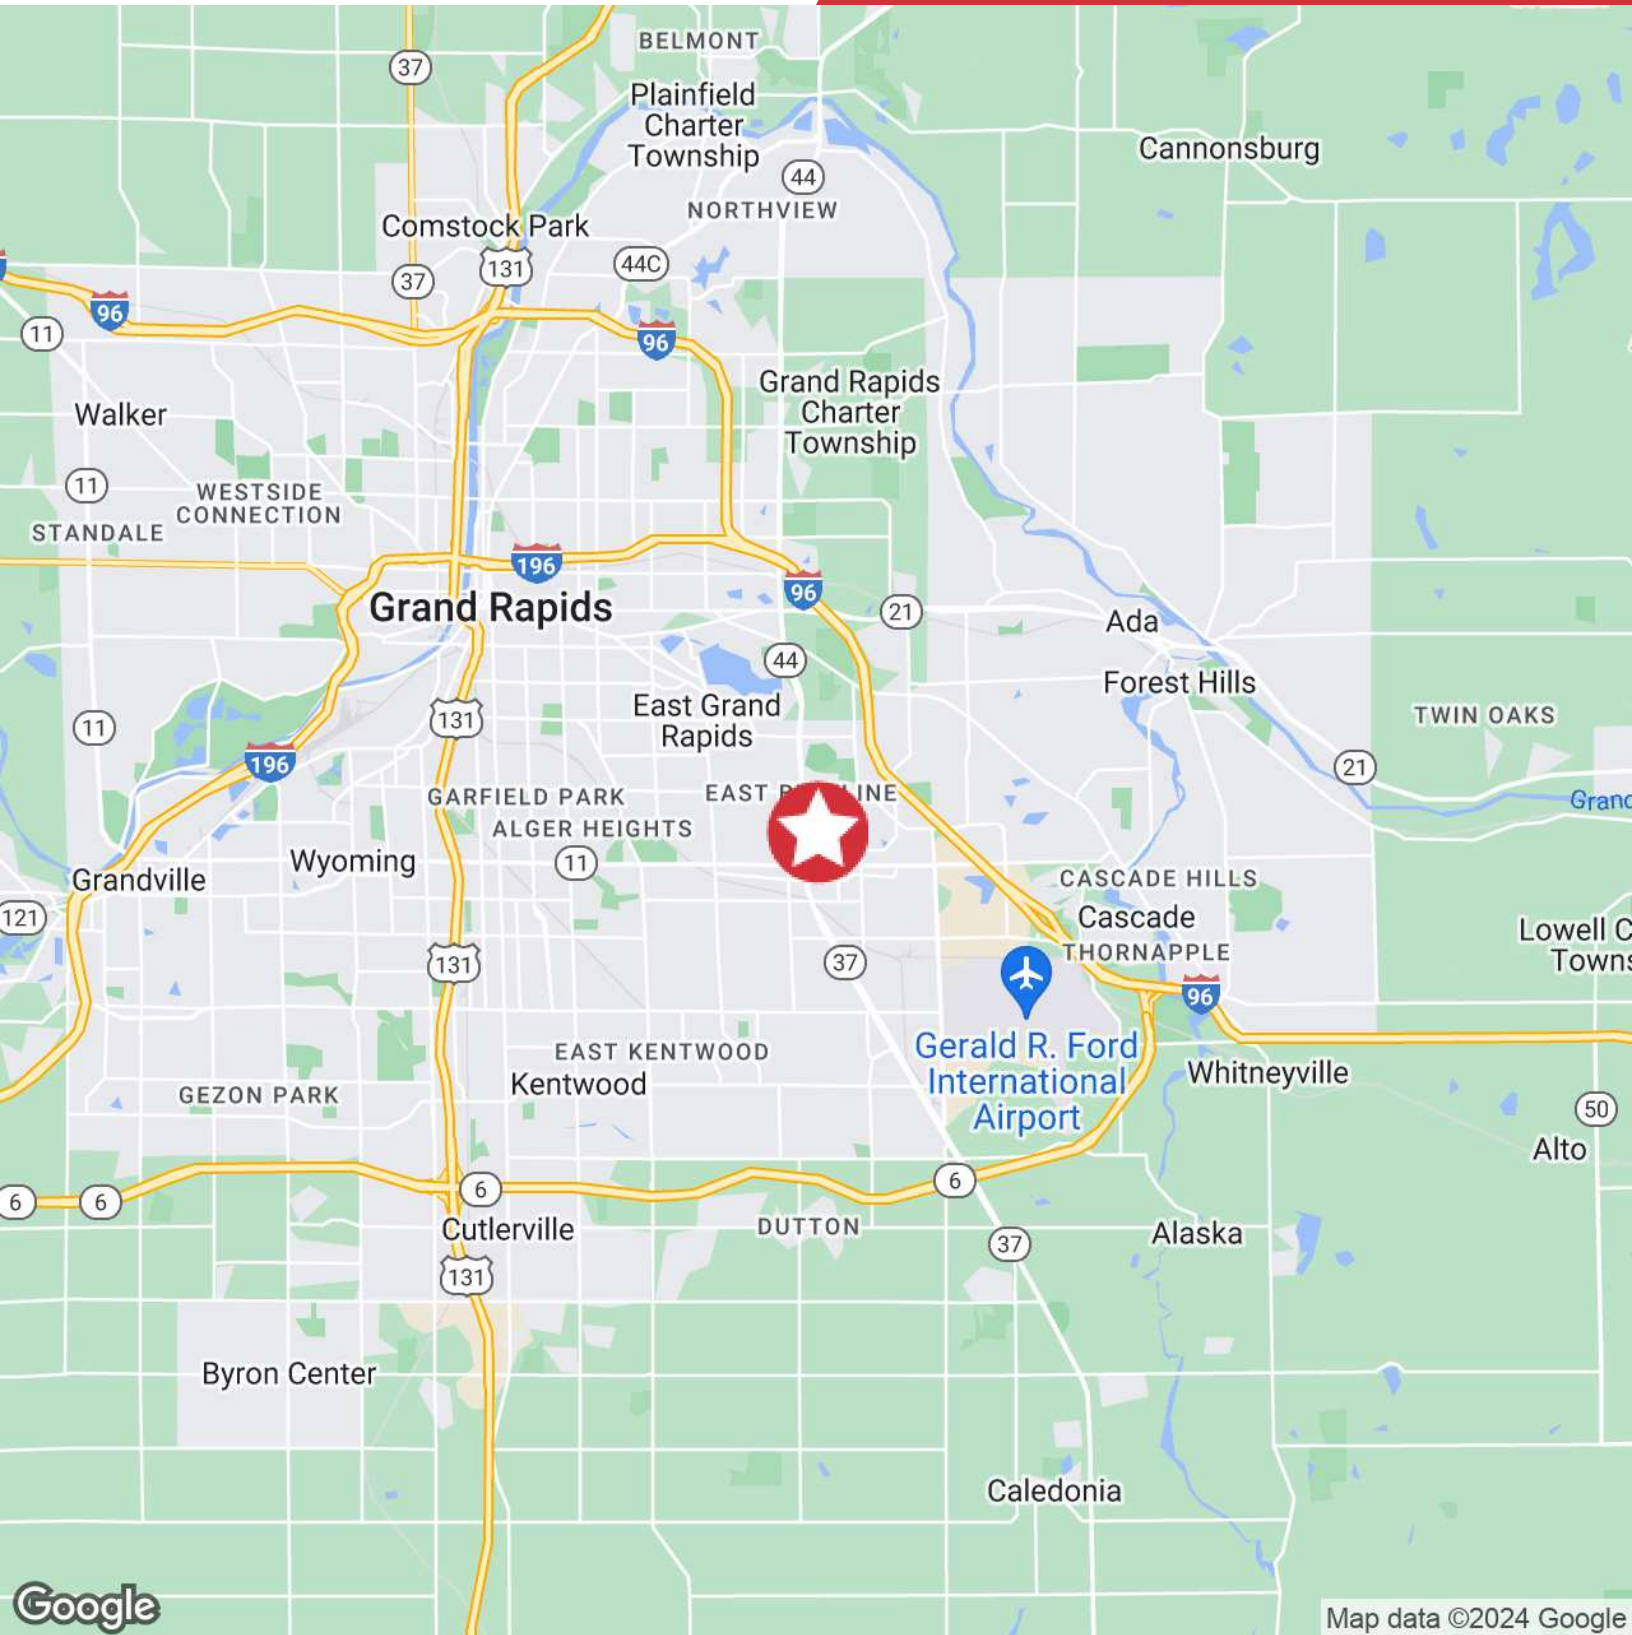 BELMONT
37
Plainfield
Charter
Township
Cannonsburg
44
NORTHVIEW
Comstock Park
131
44C
37
96
11
96
Grand Rapids
Charter
Township
Walker
11
WESTSIDE
CONNECTION
STANDALE
196
96
Grand Rapids
21
Ada
44
Forest Hills
East Grand
Rapids
TWIN OAKS
131
11
196
21
EAST
LINE
GARFIELD PARK
Grand
ALGER HEIGHTS
11
Wyoming
Grandville
CASCADE HILLS
121
Cascade
Lowell C
Towns
THORNAPPLE
131
37
96
Gerald R. Ford
International
Airport
EAST KENTWOOD
Kentwood
Whitneyville
GEZON PARK
50
Alto
6
6
6
6
Cutlerville
DUTTON
Alaska
37
131
Byron Center
Caledonia
Google
Map data ©2024 Google